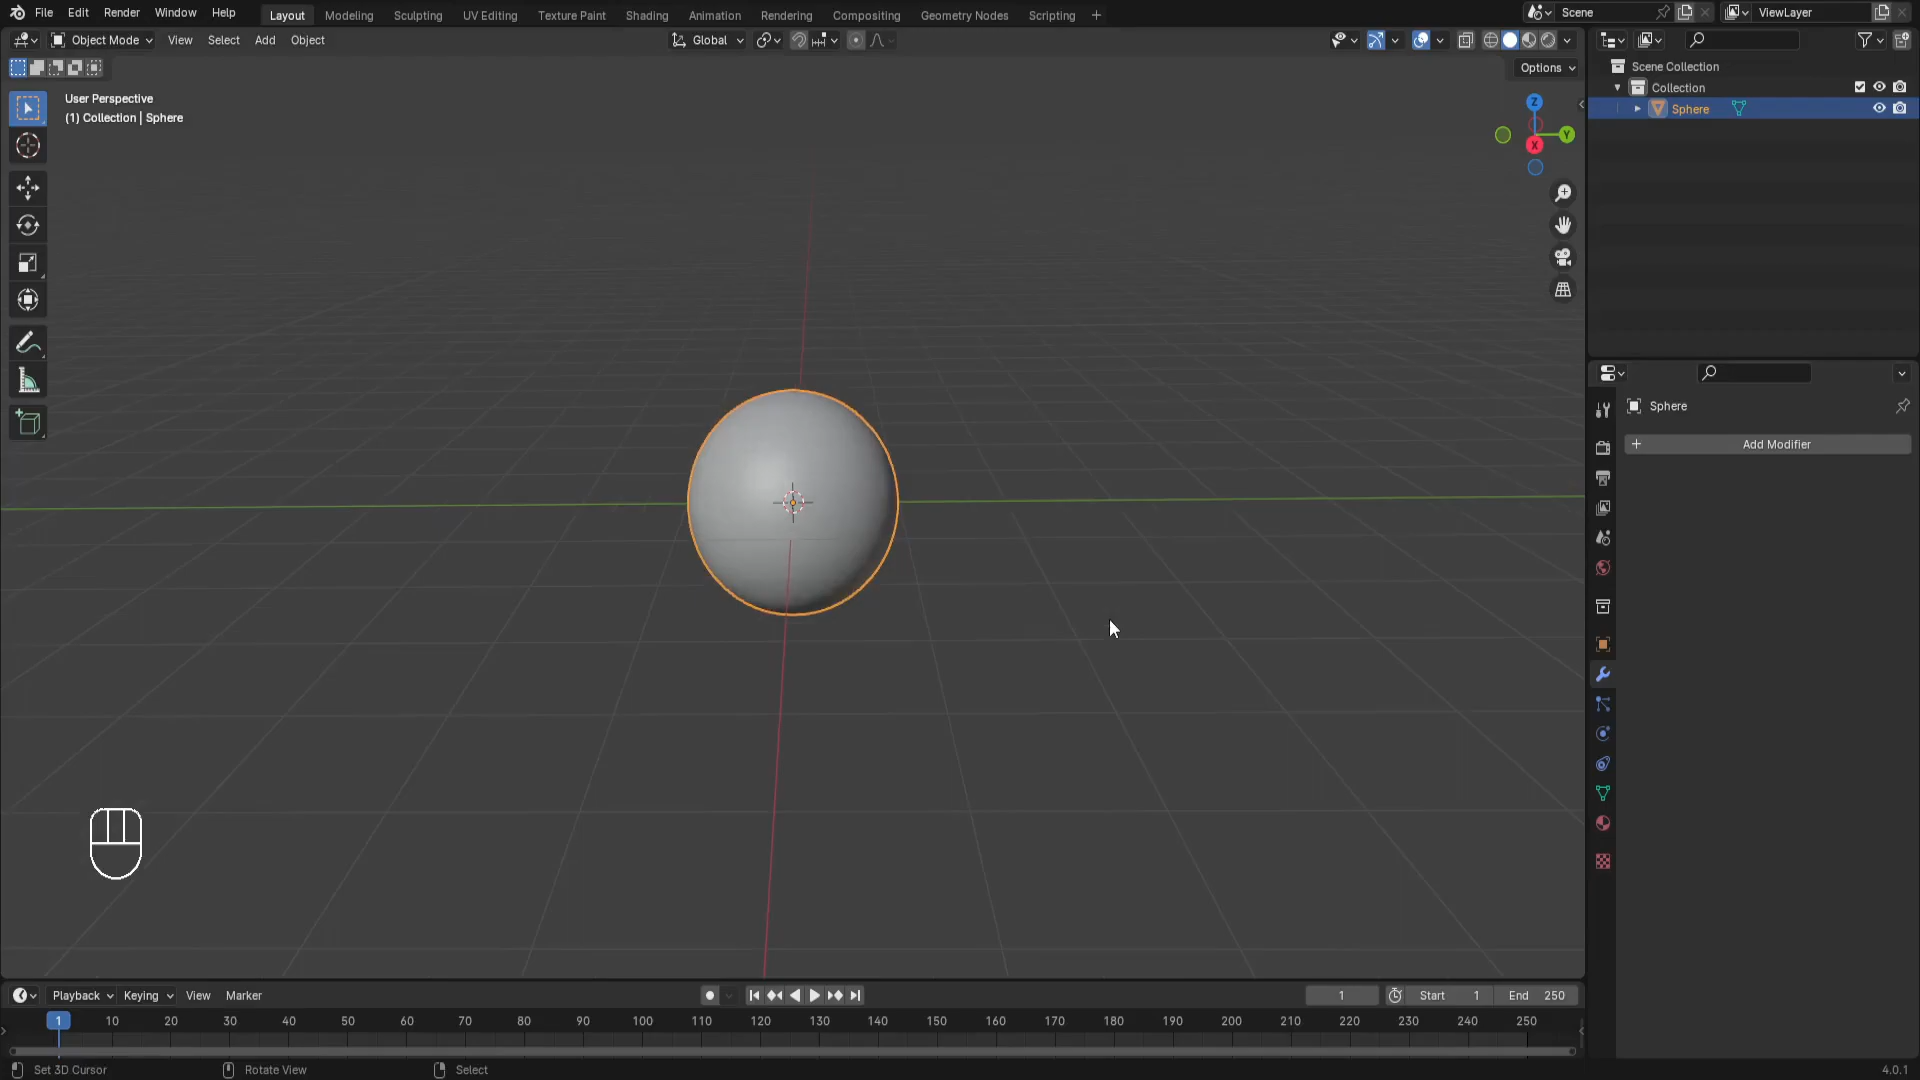 File Edit Render Window Help Layout Modeling Sculpting UV Editing Texture Paint Shading Animation Rendering Compositing Geometry Nodes Scripting + Scene ViewLayer
Object Mode View Select Add Object Global
Options
User Perspective
(1) Collection | Sphere
Z
Y
X
Scene Collection
Collection
Sphere
Sphere
+ Add Modifier
Playback Keying View Marker 1 Start 1 End 250
1 10 20 30 40 50 60 70 80 90 100 110 120 130 140 150 160 170 180 190 200 210 220 230 240 250
Set 3D Cursor Rotate View Select 4.0.1